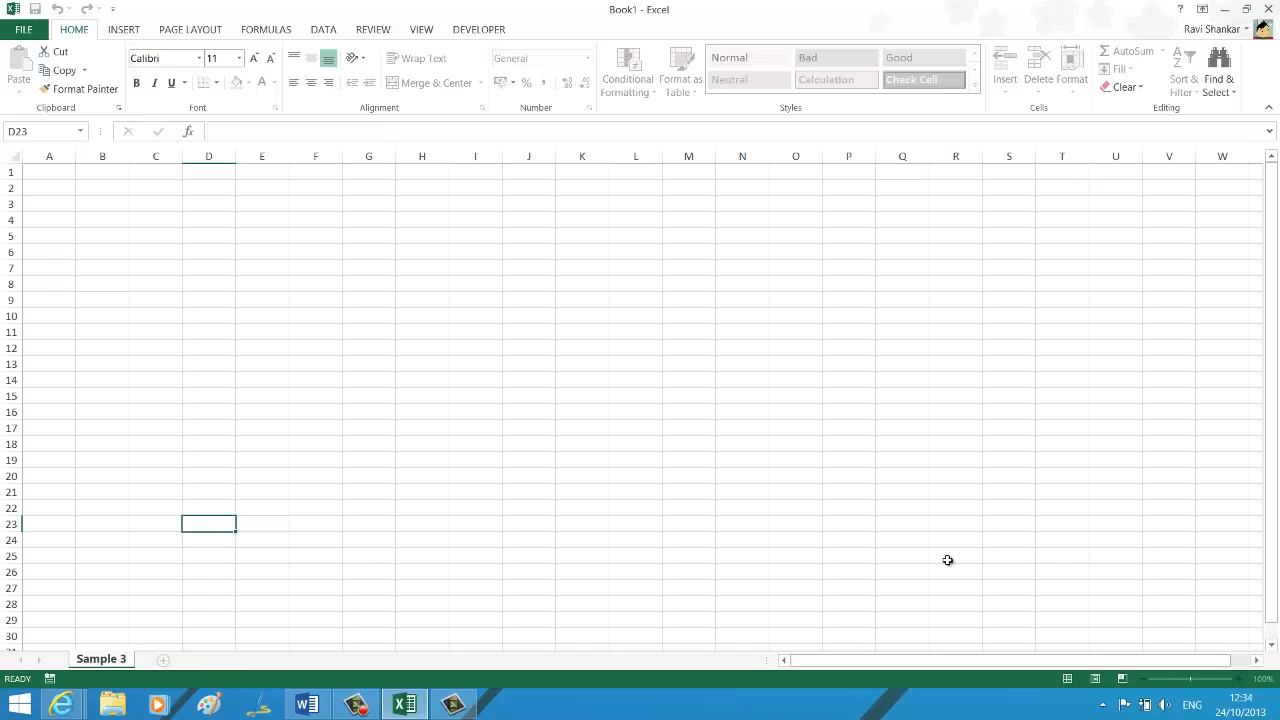 Book1 - Excel
FILE HOME INSERT PAGE LAYOUT FORMULAS DATA REVIEW VIEW DEVELOPER Ravi Shankar
Paste Cut Copy Format Painter Clipboard
Calibri 11 B I U A Font
Wrap Text Merge & Center Alignment
General % , Number
Conditional Formatting Format as Table
Normal Bad Good
Neutral Calculation Check Cell
Styles
Insert Delete Format Cells
AutoSum Fill Clear Sort & Filter Find & Select Editing
D23 fx
A B C D E F G H I J K L M N O P Q R S T U V W
1
2
3
4
5
6
7
8
9
10
11
12
13
14
15
16
17
18
19
20
21
22
23
24
25
26
27
28
29
30
Sample 3
READY 100%
ENG 12:34
24/10/2013